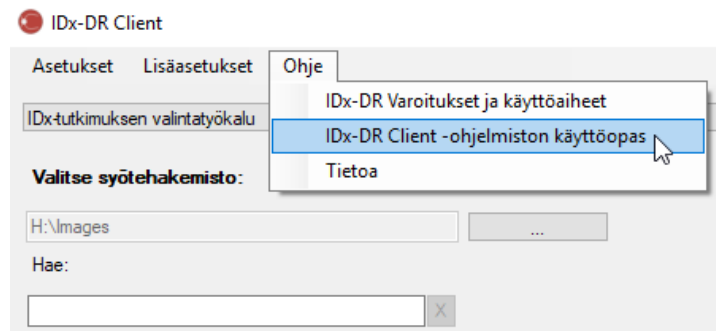 IDx-DR Client
Asetukset Lisäasetukset Ohje
IDx-DR Varoitukset ja käyttöaiheet
IDx-tutkimuksen valintatyökalu
IDx-DR Client -ohjelmiston käyttöopas
Tietoa
Valitse syötehakemisto:
H:\Images
...
Hae:
X